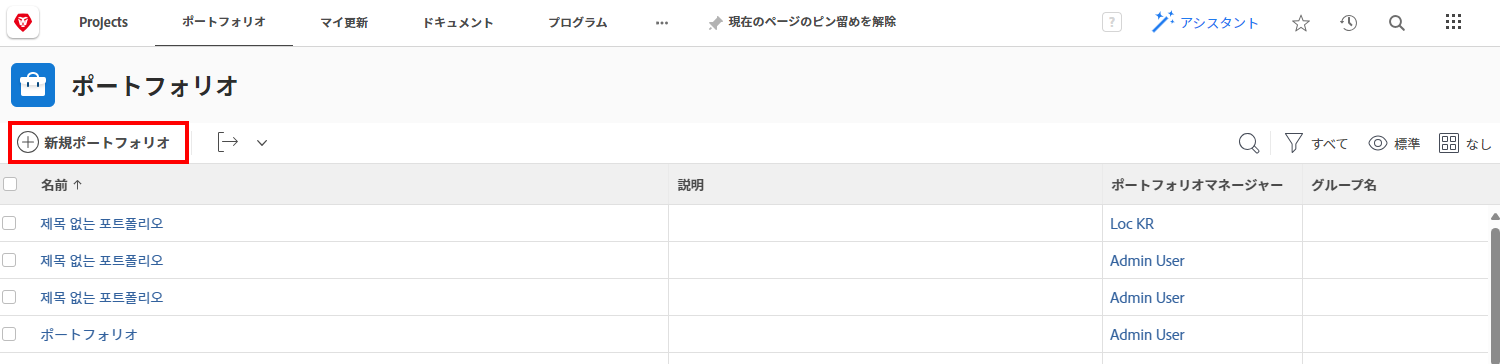 Projects ポートフォリオ マイ更新 ドキュメント プログラム ••• 現在のページのピン留めを解除 ? アシスタント
ポートフォリオ
新規ポートフォリオ すべて 標準 なし
名前 ↑ 説明 ポートフォリオマネージャー グループ名
제목 없는 포트폴리오 Loc KR
제목 없는 포트폴리오 Admin User
제목 없는 포트폴리오 Admin User
ポートフォリオ Admin User